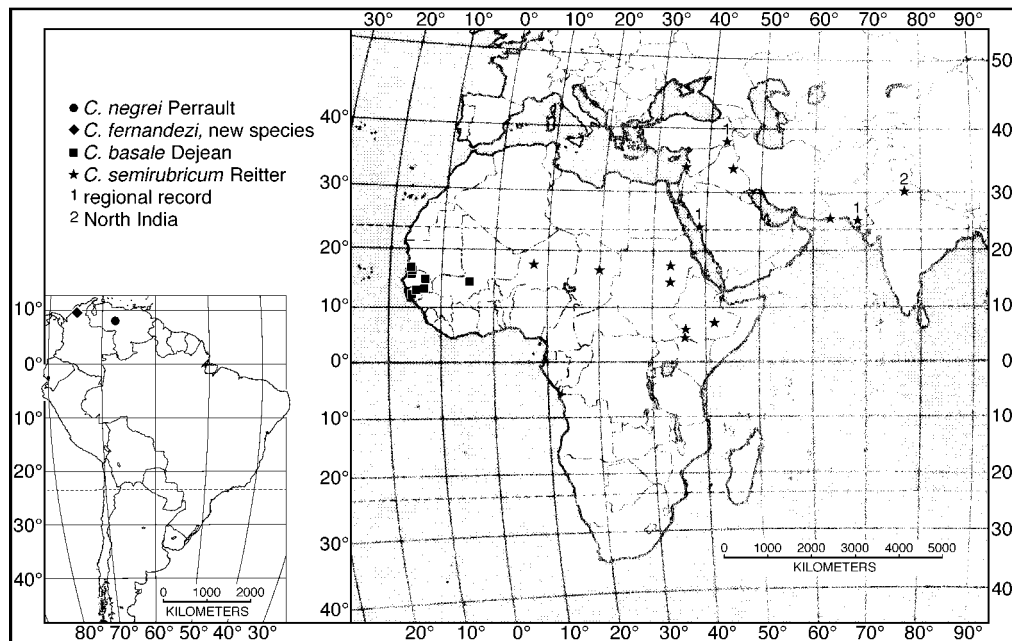 30° 20° 10° 0° 10° 20° 30° 40° 50° 60° 70° 80° 90°
● C. negrei Perrault
◆ C. fernandezi, new species
■ C. basale Dejean
★ C. semirubricum Reitter
1 regional record
2 North India
40°
30°
20°
10°
0°
10°
20°
30°
40°
50°
40°
30°
20°
10°
0°
10°
20°
30°
40°
1
1
1
2
0 1000 2000 3000 4000 5000
KILOMETERS
10°
0°
10°
20°
30°
40°
0 1000 2000
KILOMETERS
80° 70° 60° 50° 40° 30°
20° 10° 0° 10° 20° 30° 40° 50° 60° 70°